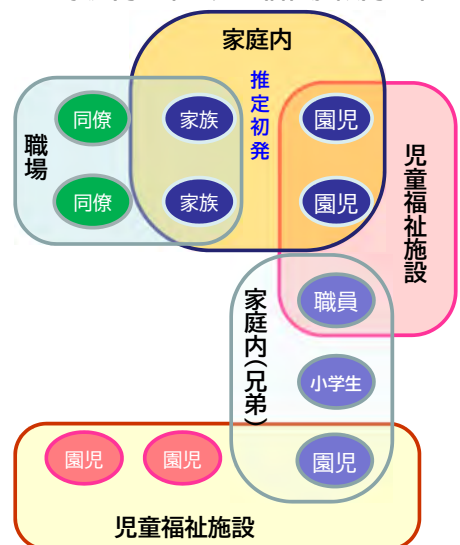 家庭内
推定初発
同僚
家族
園児
職場
児童福祉施設
同僚
家族
園児
家庭内(兄弟)
職員
小学生
園児
園児
園児
児童福祉施設